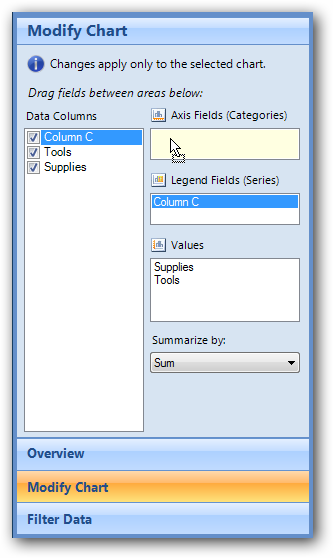 Modify Chart
Changes apply only to the selected chart.
Drag fields between areas below:
Data Columns
Column C
Tools
Supplies
Axis Fields (Categories)
Legend Fields (Series)
Column C
Values
Supplies
Tools
Summarize by:
Sum
Overview
Modify Chart
Filter Data